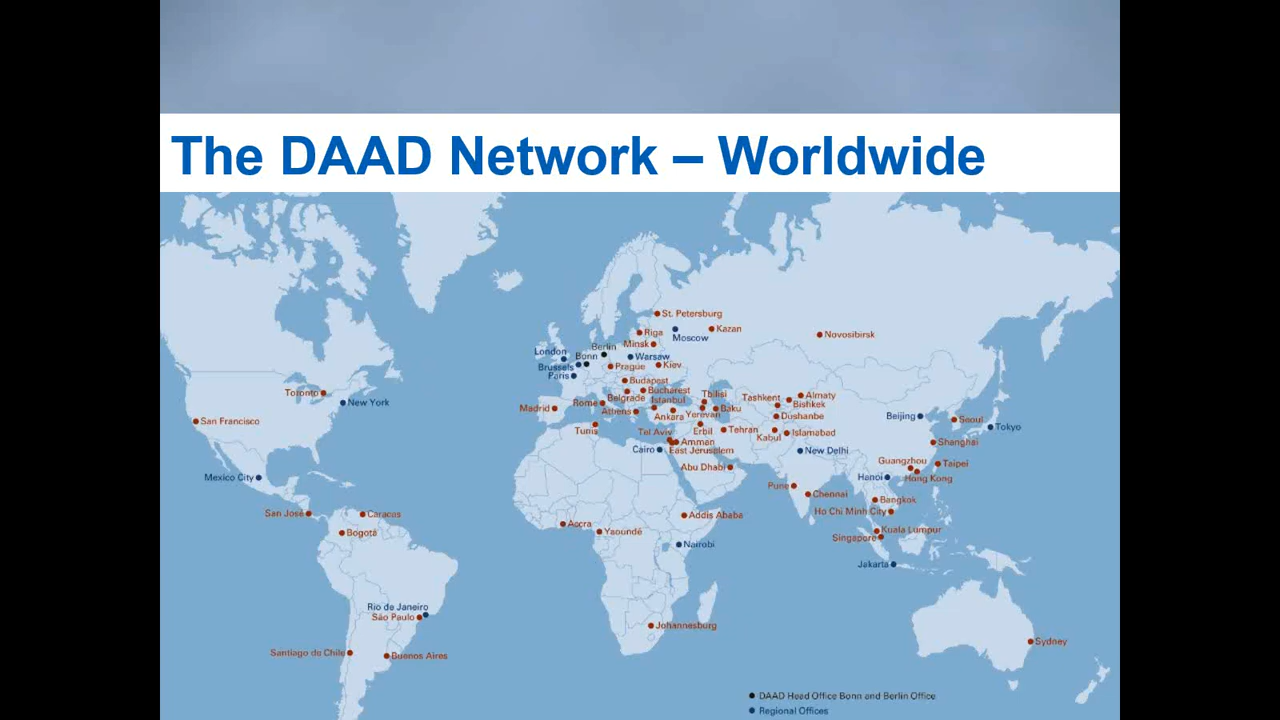 The DAAD Network – Worldwide
St. Petersburg
Riga
Moscow
Kazan
Novosibirsk
Minsk
London
Berlin
Bonn
Warsaw
Brussels
Prague
Kiev
Paris
Budapest
Bucharest
Belgrade
Istanbul
Tbilisi
Tashkent
Almaty
Bishkek
Toronto
New York
San Francisco
Madrid
Rome
Athens
Ankara
Yerevan
Baku
Dushanbe
Beijing
Seoul
Tokyo
Tunis
Tel Aviv
Erbil
Tehran
Kabul
Islamabad
Amman
Shanghai
Cairo
East Jerusalem
New Delhi
Abu Dhabi
Guangzhou
Taipei
Mexico City
Hanoi
Hong Kong
Pune
Chennai
Bangkok
San José
Caracas
Addis Ababa
Ho Chi Minh City
Bogotá
Accra
Yaoundé
Kuala Lumpur
Singapore
Nairobi
Jakarta
Rio de Janeiro
São Paulo
Johannesburg
Sydney
Santiago de Chile
Buenos Aires
DAAD Head Office Bonn and Berlin Office
Regional Offices